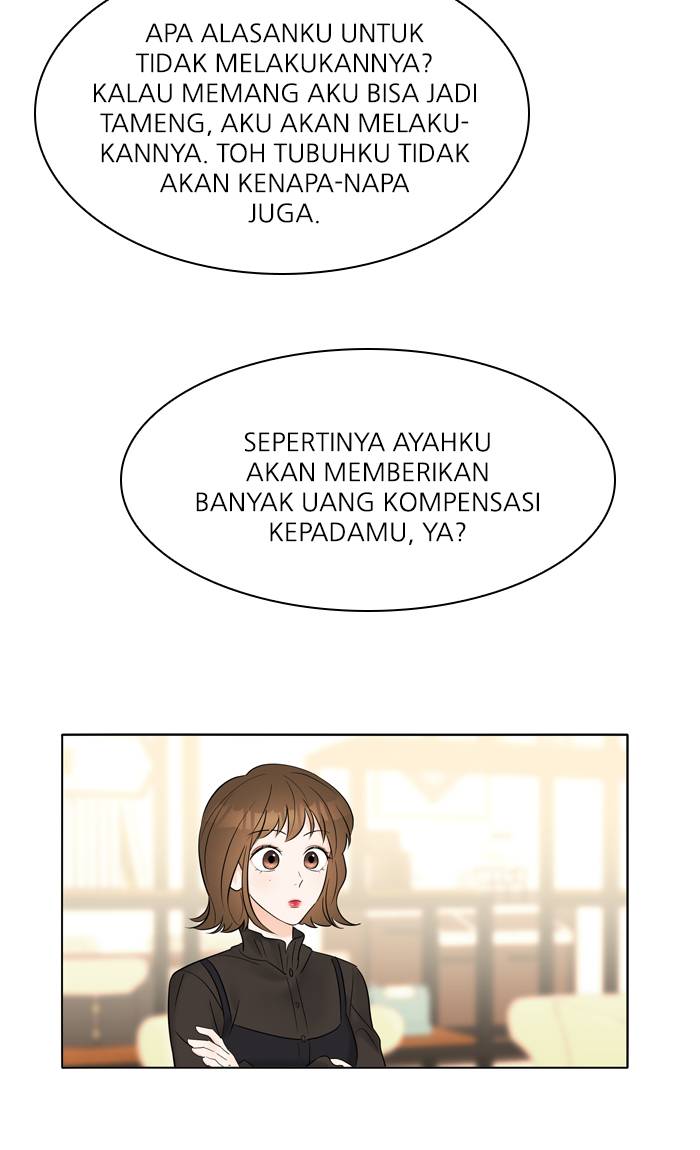 APA ALASANKU UNTUK
TIDAK MELAKUKANNYA?
KALAU MEMANG AKU BISA JADI
TAMENG, AKU AKAN MELAKU-
KANNYA. TOH TUBUHKU TIDAK
AKAN KENAPA-NAPA
JUGA.
SEPERTINYA AYAHKU
AKAN MEMBERIKAN
BANYAK UANG KOMPENSASI
KEPADAMU, YA?